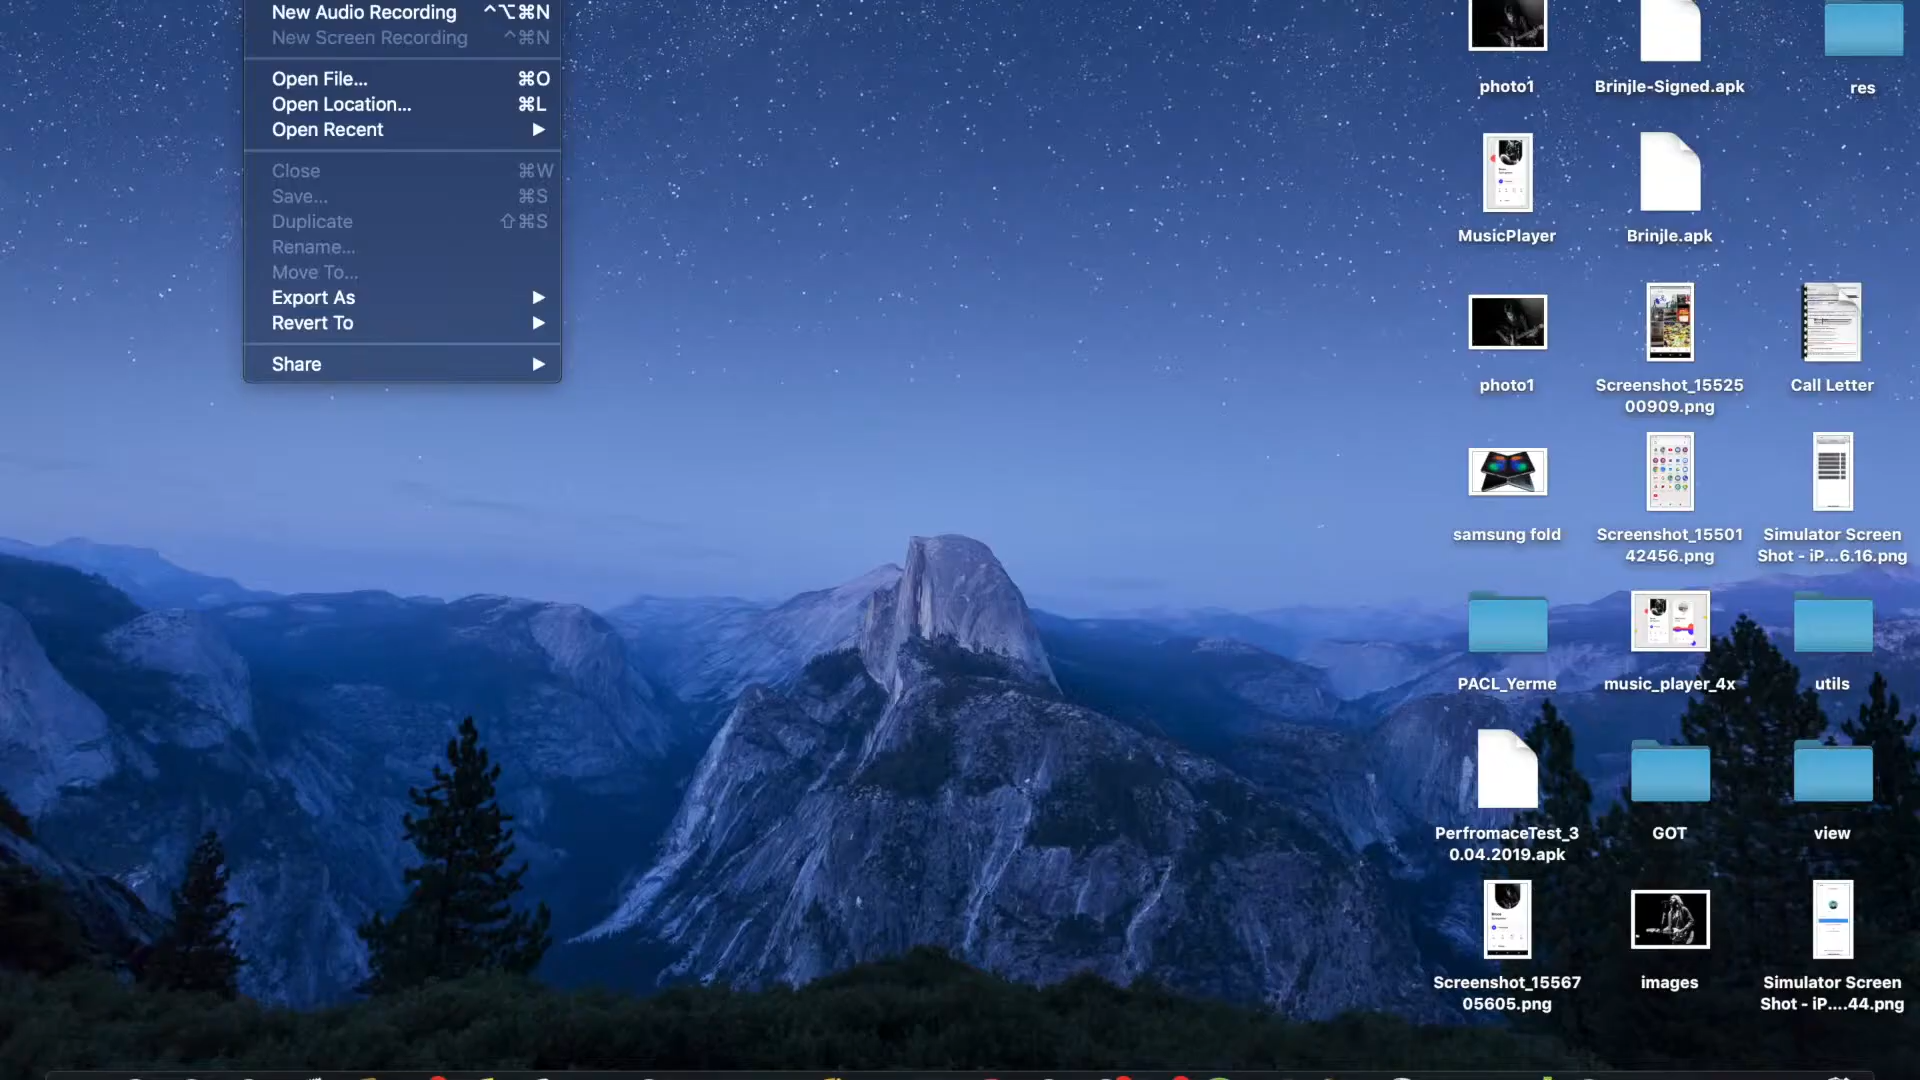 New Audio Recording ⌃⌥⌘N
New Screen Recording ⌃⌘N
Open File... ⌘O
Open Location... ⌘L
Open Recent ▶
Close ⌘W
Save... ⌘S
Duplicate ⇧⌘S
Rename...
Move To...
Export As ▶
Revert To ▶
Share ▶
photo1
Brinjle-Signed.apk
res
MusicPlayer
Brinjle.apk
photo1
Screenshot_15525
00909.png
Call Letter
samsung fold
Screenshot_15501
42456.png
Simulator Screen
Shot - iP...6.16.png
PACL_Yerme
music_player_4x
utils
PerfromaceTest_3
0.04.2019.apk
GOT
view
Screenshot_15567
05605.png
images
Simulator Screen
Shot - iP....44.png